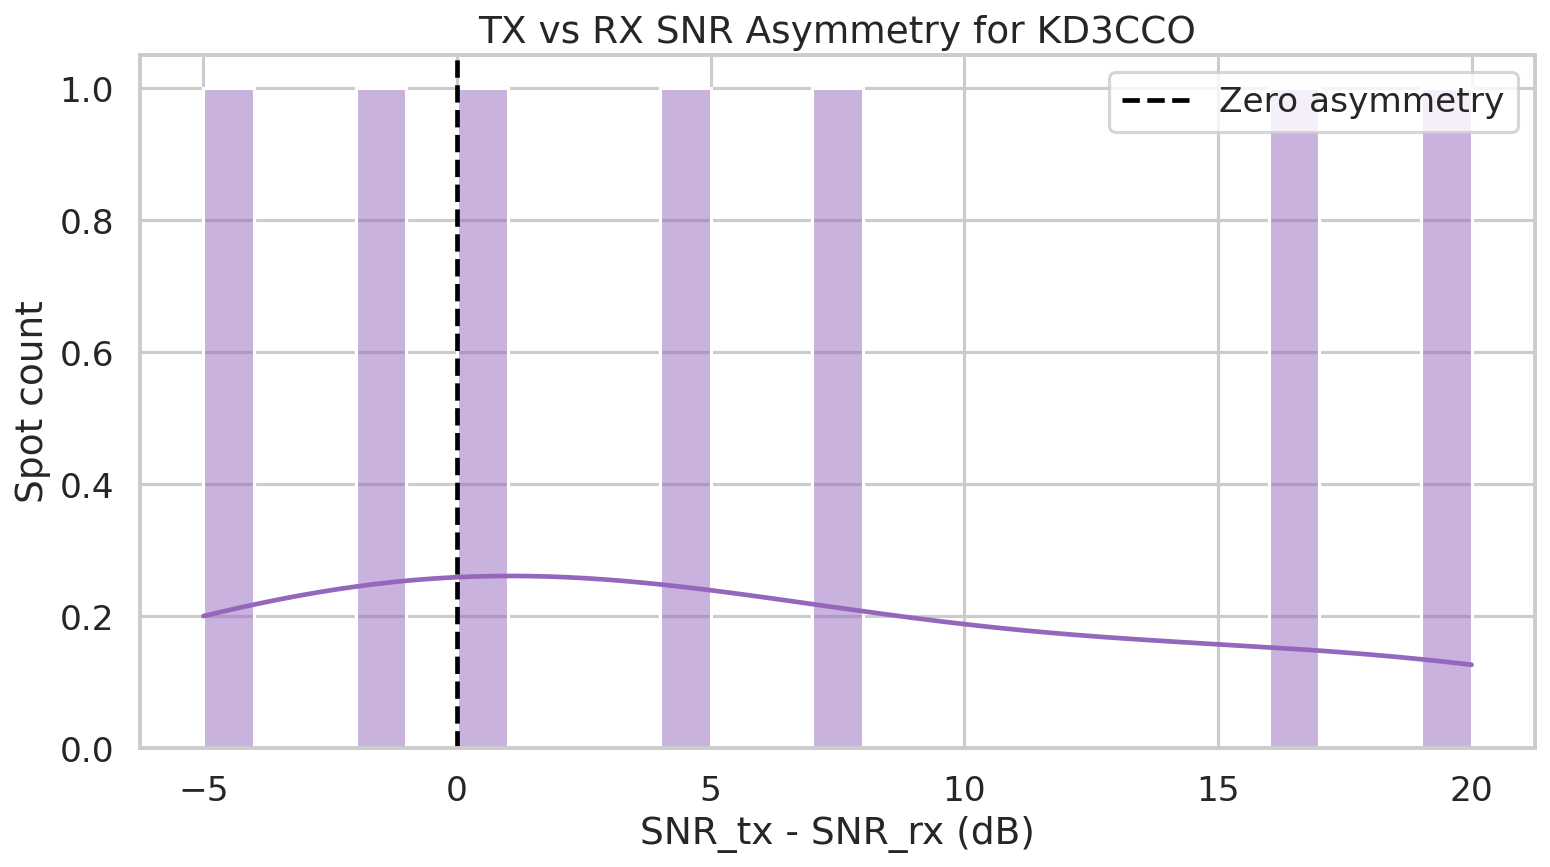 TX vs RX SNR Asymmetry for KD3CCO
Zero asymmetry
Spot count
1.0
0.8
0.6
0.4
0.2
0.0
−5 0 5 10 15 20
SNR_tx - SNR_rx (dB)